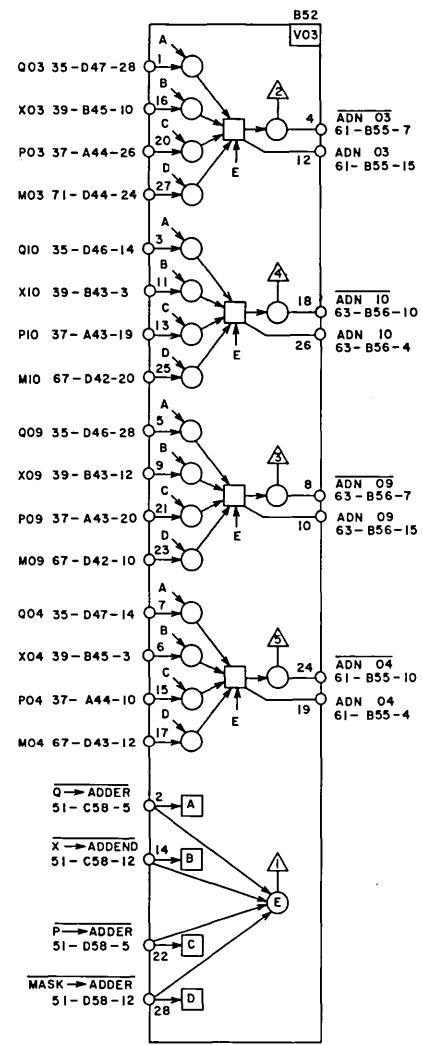 B52
V03
A
Q03 35-D47-28
1
B
X03 39-B45-10
16
C
P03 37-A44-26
20
D
M03 71-D44-24
27
E
2
4
ADN 03
61-B55-7
12
ADN 03
61-B55-15
A
Q10 35-D46-14
3
B
X10 39-B43-3
11
C
P10 37-A43-19
13
D
M10 67-D42-20
25
E
4
18
ADN 10
63-B56-10
26
ADN 10
63-B56-4
A
Q09 35-D46-28
5
B
X09 39-B43-12
9
C
P09 37-A43-20
21
D
M09 67-D42-10
23
E
3
8
ADN 09
63-B56-7
10
ADN 09
63-B56-15
A
Q04 35-D47-14
7
B
X04 39-B45-3
6
C
P04 37-A44-10
15
D
M04 67-D43-12
17
E
5
24
ADN 04
61-B55-10
19
ADN 04
61-B55-4
Q→ADDER
51-C58-5
2
A
X→ADDEND
51-C58-12
14
B
1
E
P→ADDER
51-D58-5
22
C
MASK→ADDER
51-D58-12
28
D